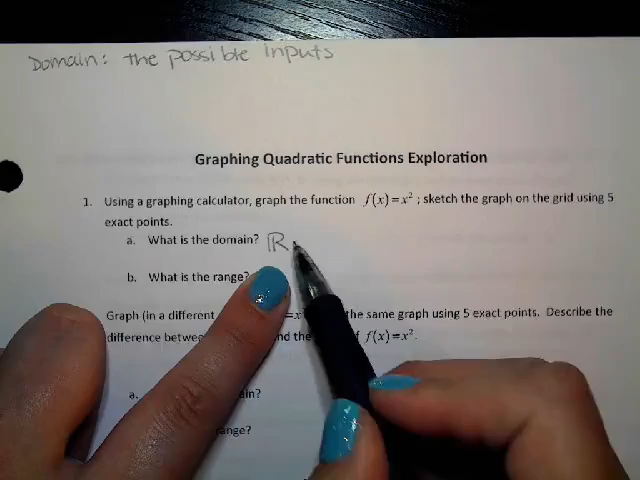 Domain: the possible inputs
Graphing Quadratic Functions Exploration
1. Using a graphing calculator, graph the function f(x)=x²; sketch the graph on the grid using 5
exact points.
a. What is the domain? ℝ
b. What is the range?
Graph (in a different the same graph using 5 exact points. Describe the
difference f f(x)=x².
a.